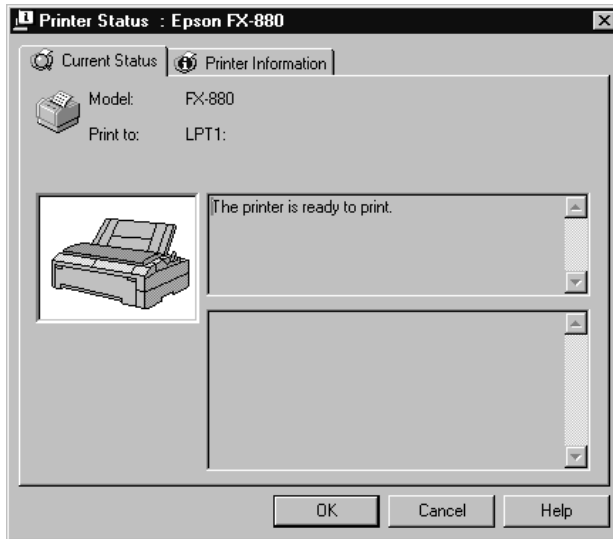 Printer Status : Epson FX-880
Current Status
Printer Information
Model: FX-880
Print to: LPT1:
The printer is ready to print.
OK
Cancel
Help